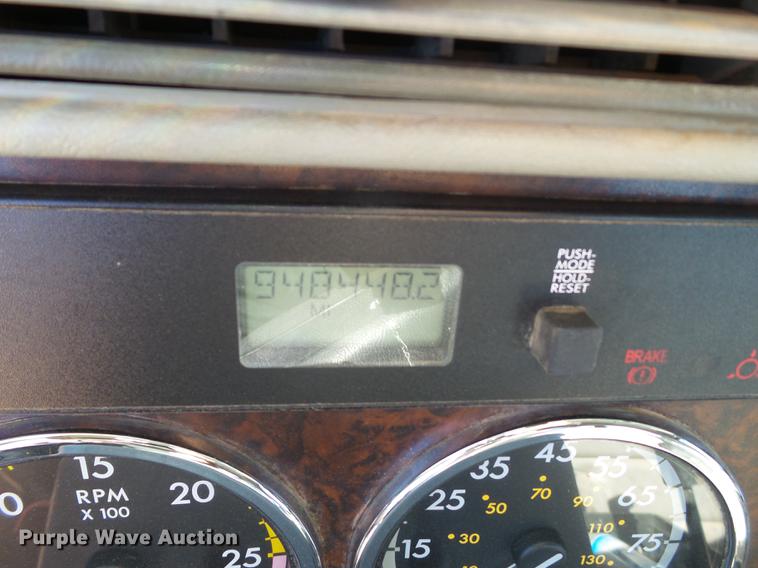 948448.2
MI
PUSH-
MODE
HOLD-
RESET
BRAKE
15
20
25
RPM
X 100
0
15
25
35
45
55
65
75
30
50
70
90
110
130
Purple Wave Auction